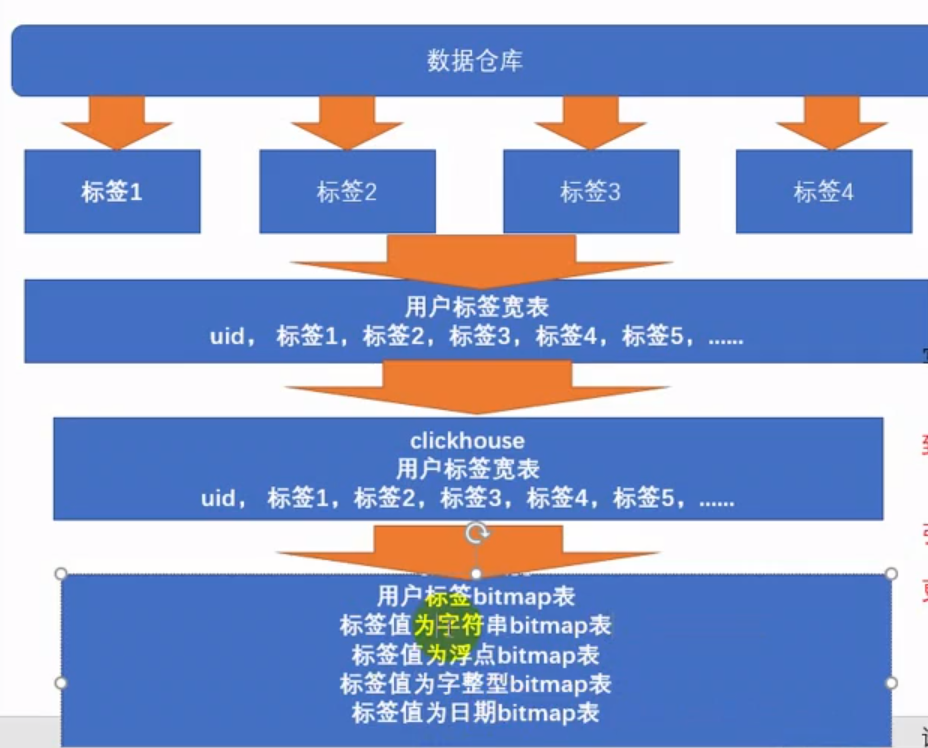 数据仓库
标签1
标签2
标签3
标签4
用户标签宽表
uid， 标签1，标签2，标签3，标签4，标签5，……
clickhouse
用户标签宽表
uid， 标签1，标签2，标签3，标签4，标签5，……
用户标签bitmap表
标签值为字符串bitmap表
标签值为浮点bitmap表
标签值为字整型bitmap表
标签值为日期bitmap表